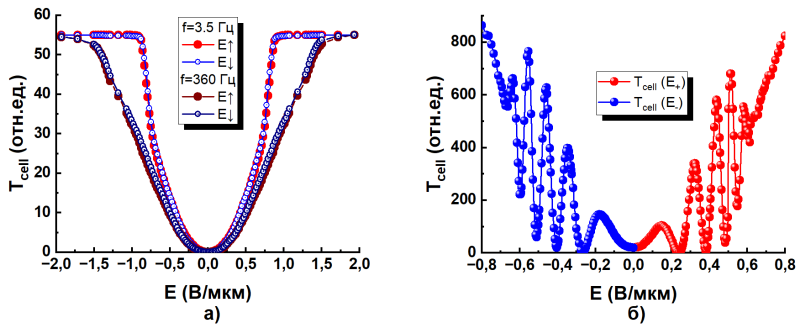 60
50
40
30
20
10
0
−2,0 −1,5 −1,0 −0,5 0,0 0,5 1,0 1,5 2,0
T_cell (отн.ед.)
E (В/мкм)
f=3.5 Гц
E↑
E↓
f=360 Гц
E↑
E↓
а)
800
600
400
200
0
−0,8 −0,6 −0,4 −0,2 0,0 0,2 0,4 0,6 0,8
T_cell (отн.ед.)
E (В/мкм)
T_cell (E_+)
T_cell (E_-)
б)